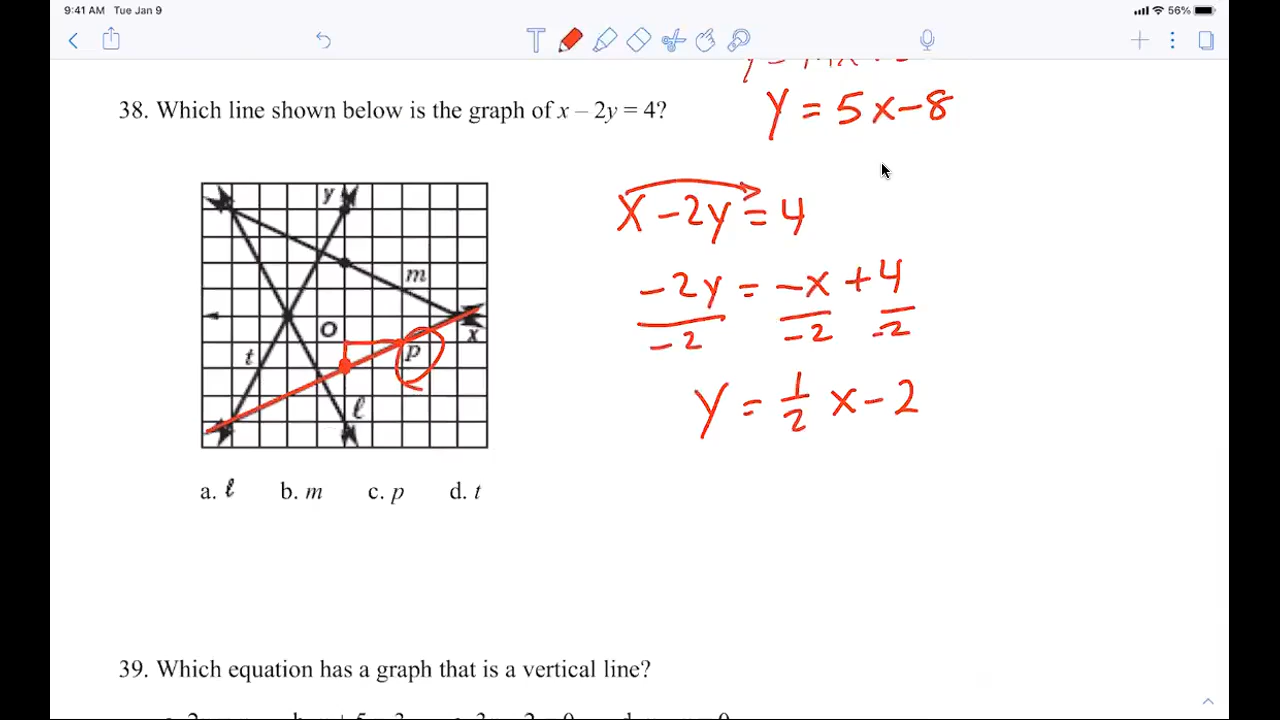 9:41 AM Tue Jan 9
56%
T
y = 5x-8
38. Which line shown below is the graph of x – 2y = 4?
y
m
O
x
p
t
ℓ
x-2y = 4
-2y = -x +4
-2 -2 -2
y = 1/2 x - 2
a. ℓ b. m c. p d. t
39. Which equation has a graph that is a vertical line?